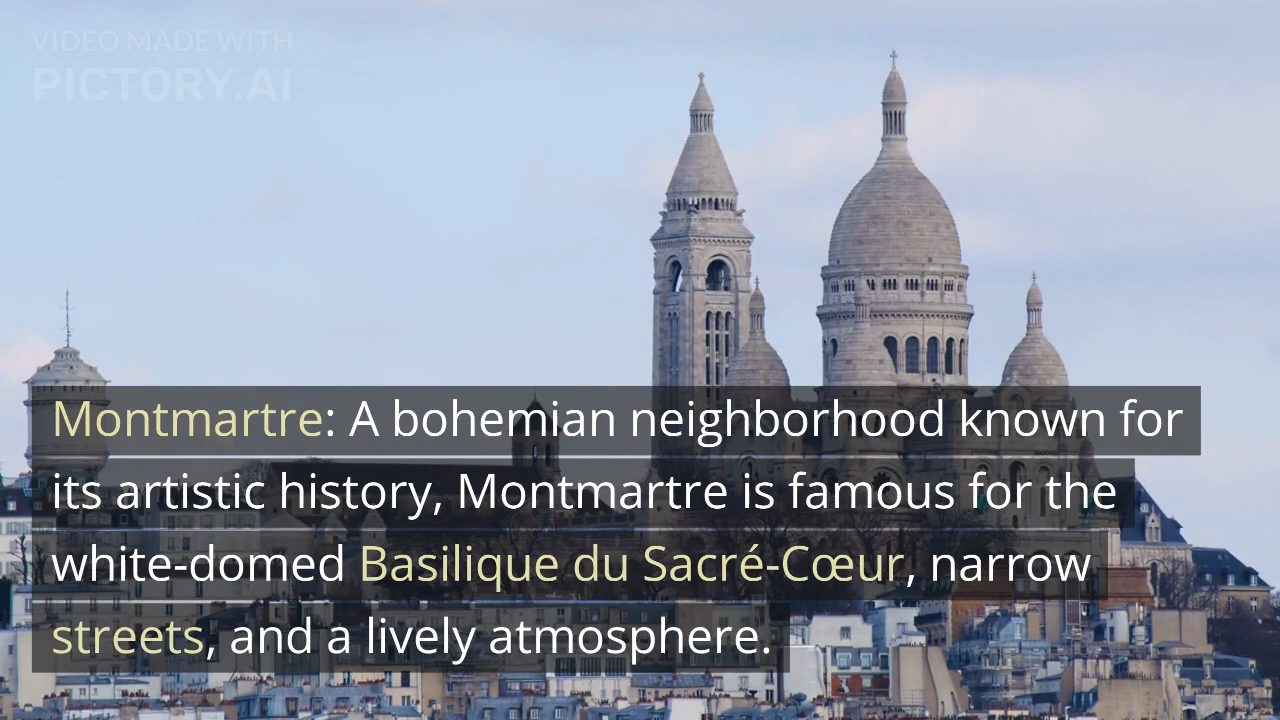 VIDEO MADE WITH
PICTORY.AI
Montmartre: A bohemian neighborhood known for
its artistic history, Montmartre is famous for the
white-domed Basilique du Sacré-Cœur, narrow
streets, and a lively atmosphere.